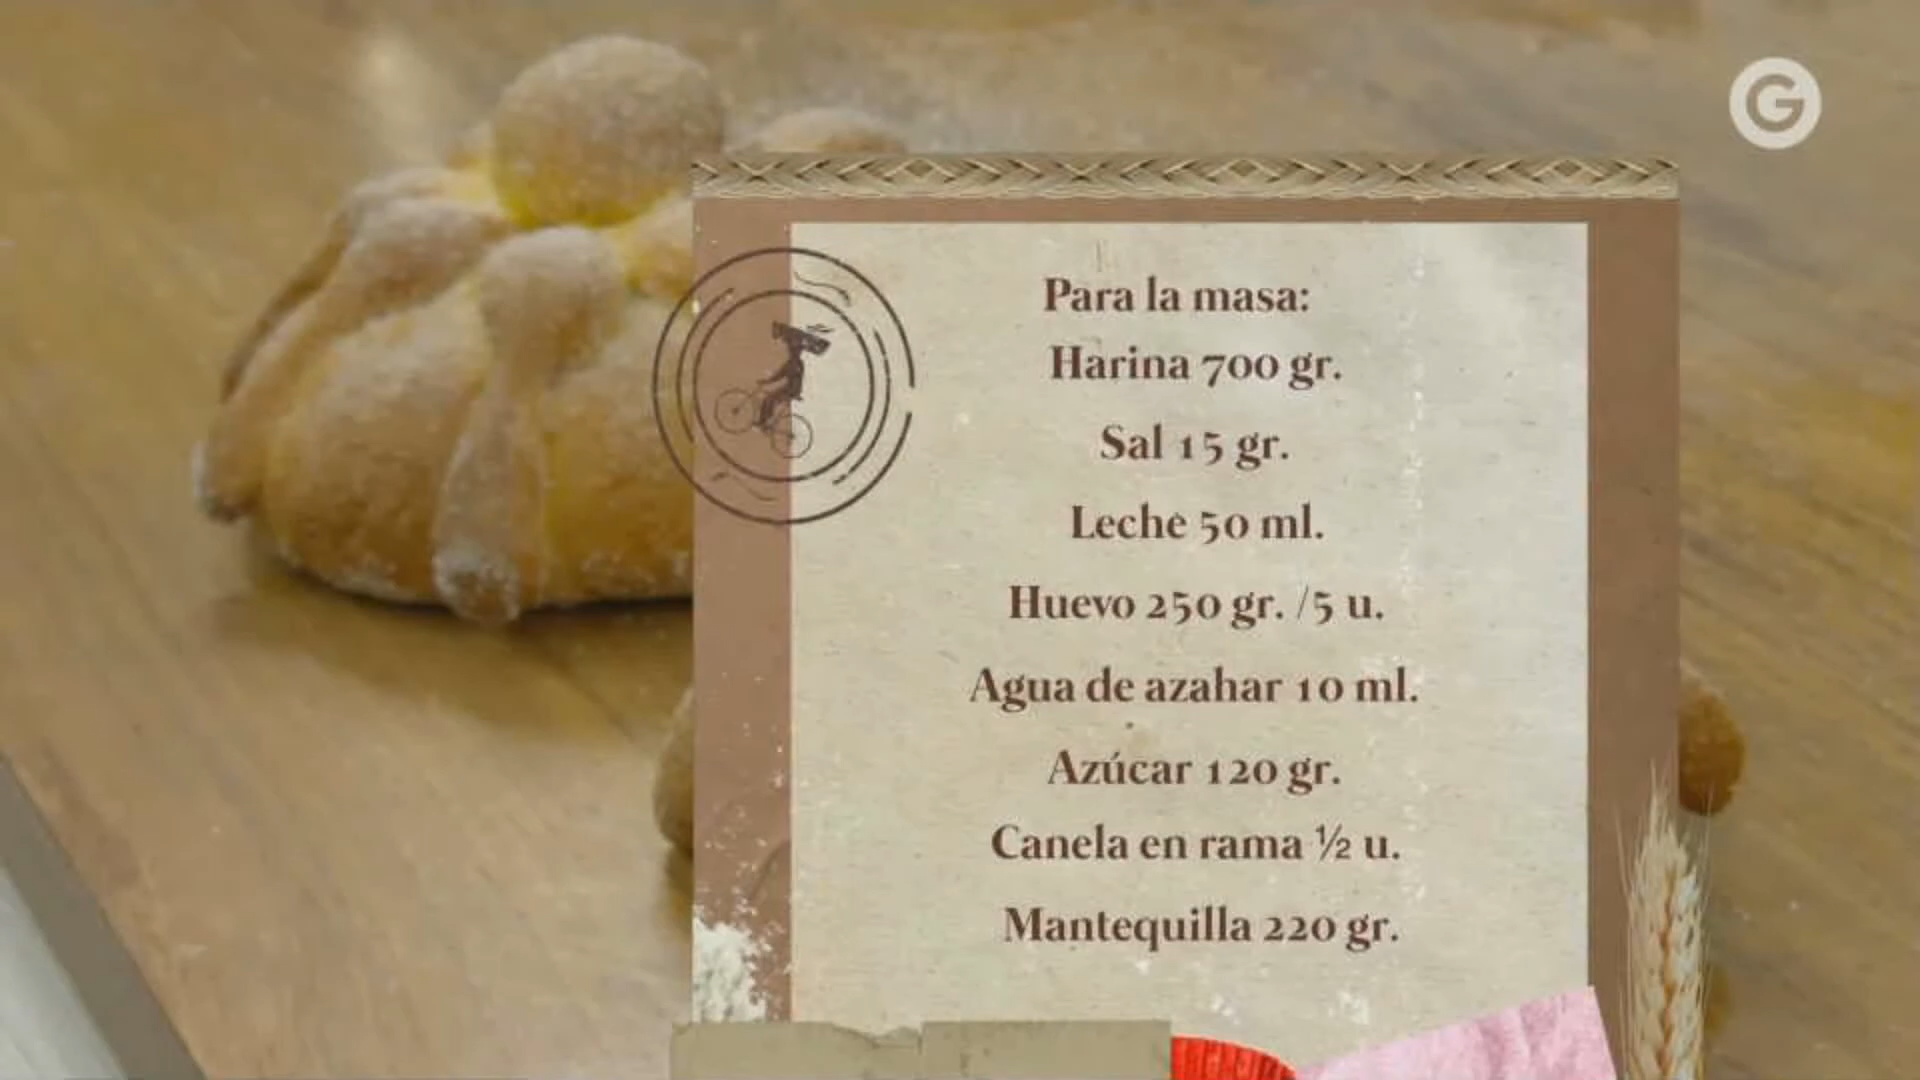 G
Para la masa:
Harina 700 gr.
Sal 15 gr.
Leche 50 ml.
Huevo 250 gr. /5 u.
Agua de azahar 10 ml.
Azúcar 120 gr.
Canela en rama ½ u.
Mantequilla 220 gr.